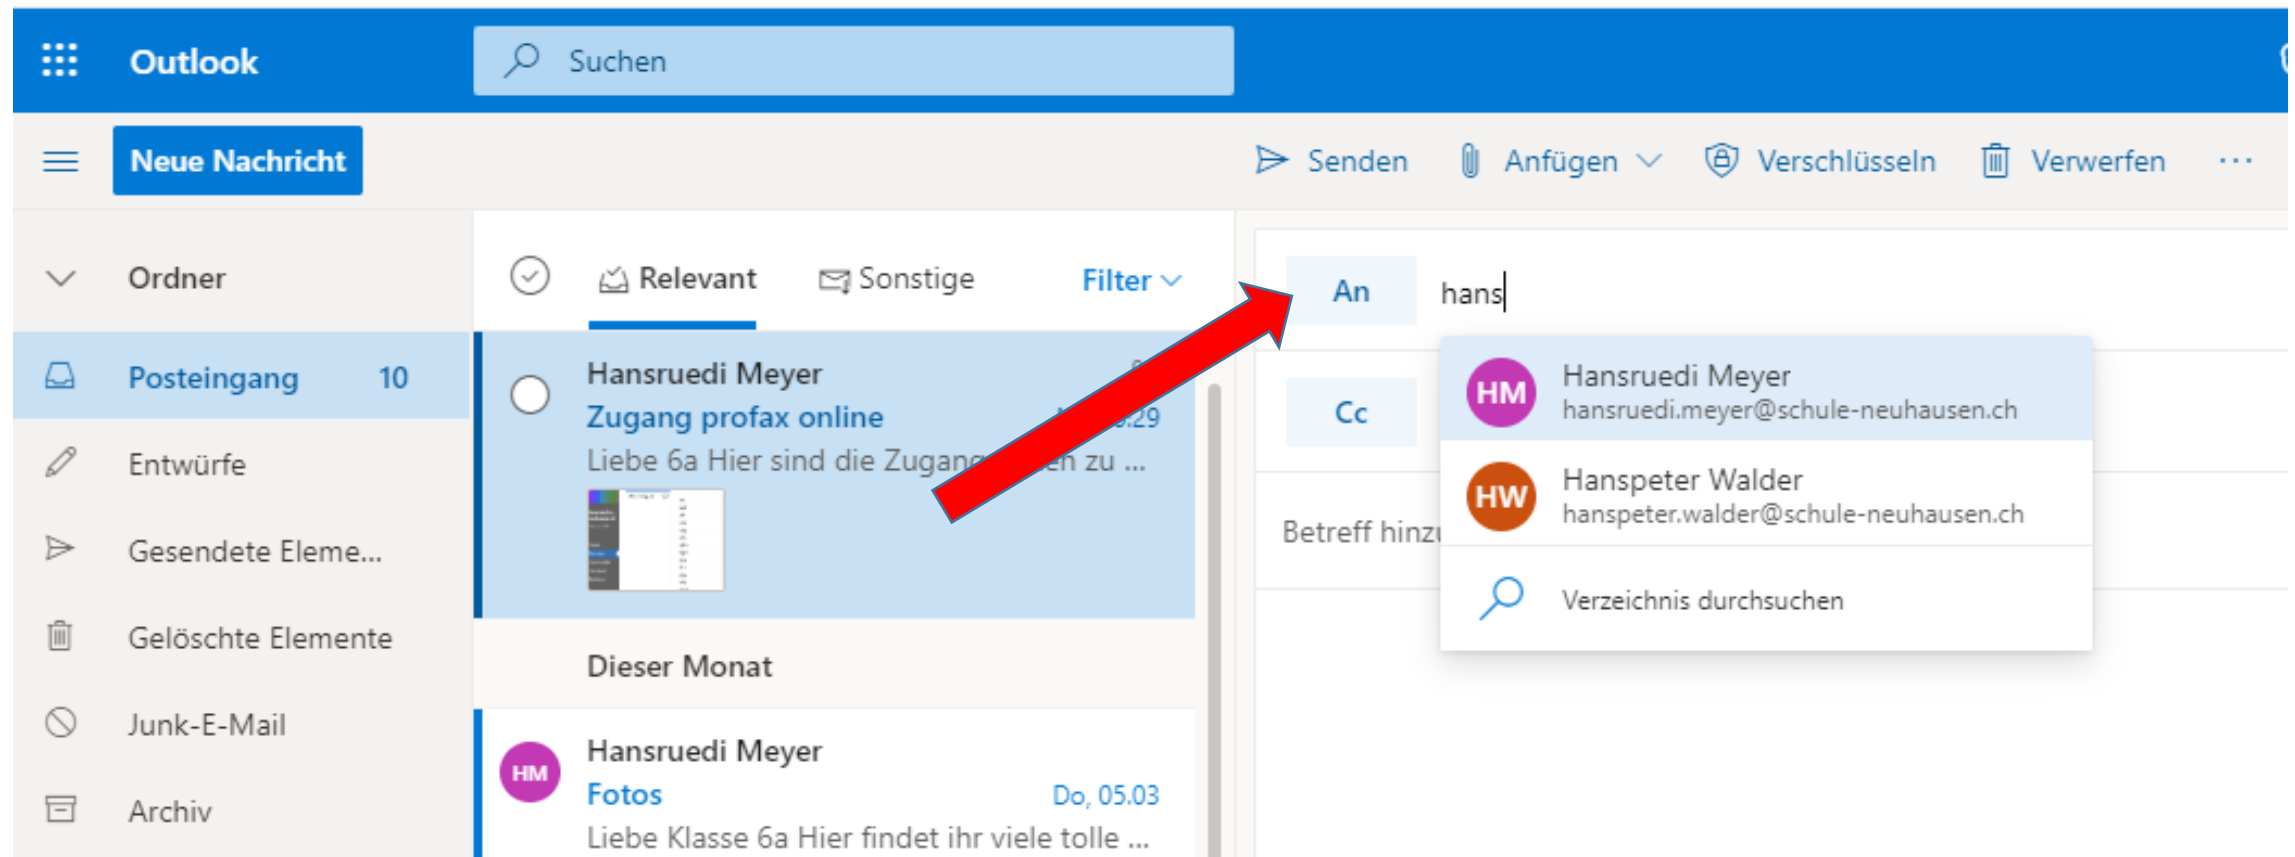 Outlook
Suchen
Neue Nachricht
Senden
Anfügen
Verschlüsseln
Verwerfen
Ordner
Posteingang 10
Entwürfe
Gesendete Eleme...
Gelöschte Elemente
Junk-E-Mail
Archiv
Relevant
Sonstige
Filter
Hansruedi Meyer
Zugang profax online
Liebe 6a Hier sind die zu ...
Dieser Monat
HM
Hansruedi Meyer
Fotos
Do, 05.03
Liebe Klasse 6a Hier findet ihr viele tolle ...
An
hans
Cc
Betreff
HM
Hansruedi Meyer
hansruedi.meyer@schule-neuhausen.ch
HW
Hanspeter Walder
hanspeter.walder@schule-neuhausen.ch
Verzeichnis durchsuchen